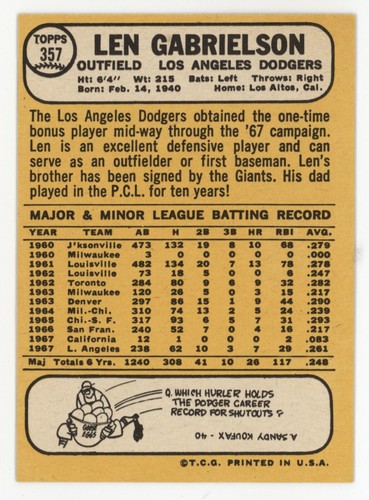 TOPPS
357
LEN GABRIELSON
OUTFIELD LOS ANGELES DODGERS
Ht: 6'4" Wt: 215 Bats: Left Throws: Right
Born: Feb. 14, 1940 Home: Los Altos, Cal.
The Los Angeles Dodgers obtained the one-time
bonus player mid-way through the '67 campaign.
Len is an excellent defensive player and can
serve as an outfielder or first baseman. Len's
brother has been signed by the Giants. His dad
played in the P.C.L. for ten years!
MAJOR & MINOR LEAGUE BATTING RECORD
YEAR TEAM AB H 2B 3B HR RBI AVG.
1960 J'ksonville 473 132 19 8 10 68 .279
1960 Milwaukee 3 0 0 0 0 0 .000
1961 Louisville 482 134 20 7 13 78 .278
1962 Louisville 73 18 5 0 0 6 .247
1962 Toronto 284 80 9 6 9 32 .282
1963 Milwaukee 120 26 5 0 3 15 .217
1963 Denver 297 86 15 1 9 44 .290
1964 Mil.-Chi. 310 74 13 2 5 24 .239
1965 Chi.-S. F. 317 93 6 5 7 31 .293
1966 San Fran. 240 52 7 0 4 16 .217
1967 California 12 1 0 0 0 2 .083
1967 L. Angeles 238 62 10 3 7 29 .261
Maj Totals 6 Yrs. 1240 308 41 10 26 117 .248
GOOSE
EGGS
Q. WHICH HURLER HOLDS
THE DODGER CAREER
RECORD FOR SHUTOUTS?
A. SANDY KOUFAX - 40
©T.C.G. PRINTED IN U.S.A.